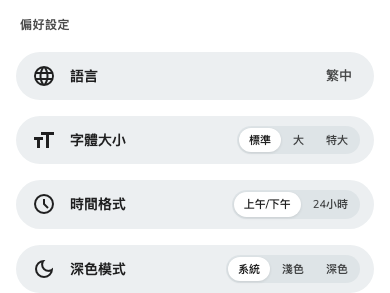 偏好設定
語言 繁中
字體大小 標準 大 特大
時間格式 上午/下午 24小時
深色模式 系統 淺色 深色